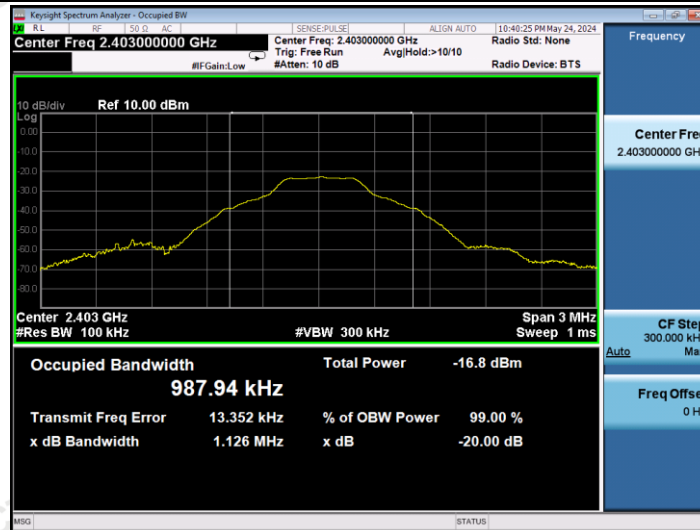 Keysight Spectrum Analyzer - Occupied BW
RL RF 50 Ω AC SENSE:PULSE ALIGN AUTO 10:40:25 PM May 24, 2024
Center Freq 2.403000000 GHz Center Freq: 2.403000000 GHz Radio Std: None
Trig: Free Run Avg|Hold:>10/10
#IFGain:Low #Atten: 10 dB Radio Device: BTS
10 dB/div Ref 10.00 dBm
Log
0.00
-10.0
-20.0
-30.0
-40.0
-50.0
-60.0
-70.0
-80.0
Center 2.403 GHz Span 3 MHz
#Res BW 100 kHz #VBW 300 kHz Sweep 1 ms
Occupied Bandwidth Total Power -16.8 dBm
987.94 kHz
Transmit Freq Error 13.352 kHz % of OBW Power 99.00 %
x dB Bandwidth 1.126 MHz x dB -20.00 dB
MSG STATUS
Frequency
Center Fre
2.403000000 GH
CF Ste
300.000 kH
Auto Ma
Freq Offse
0 H